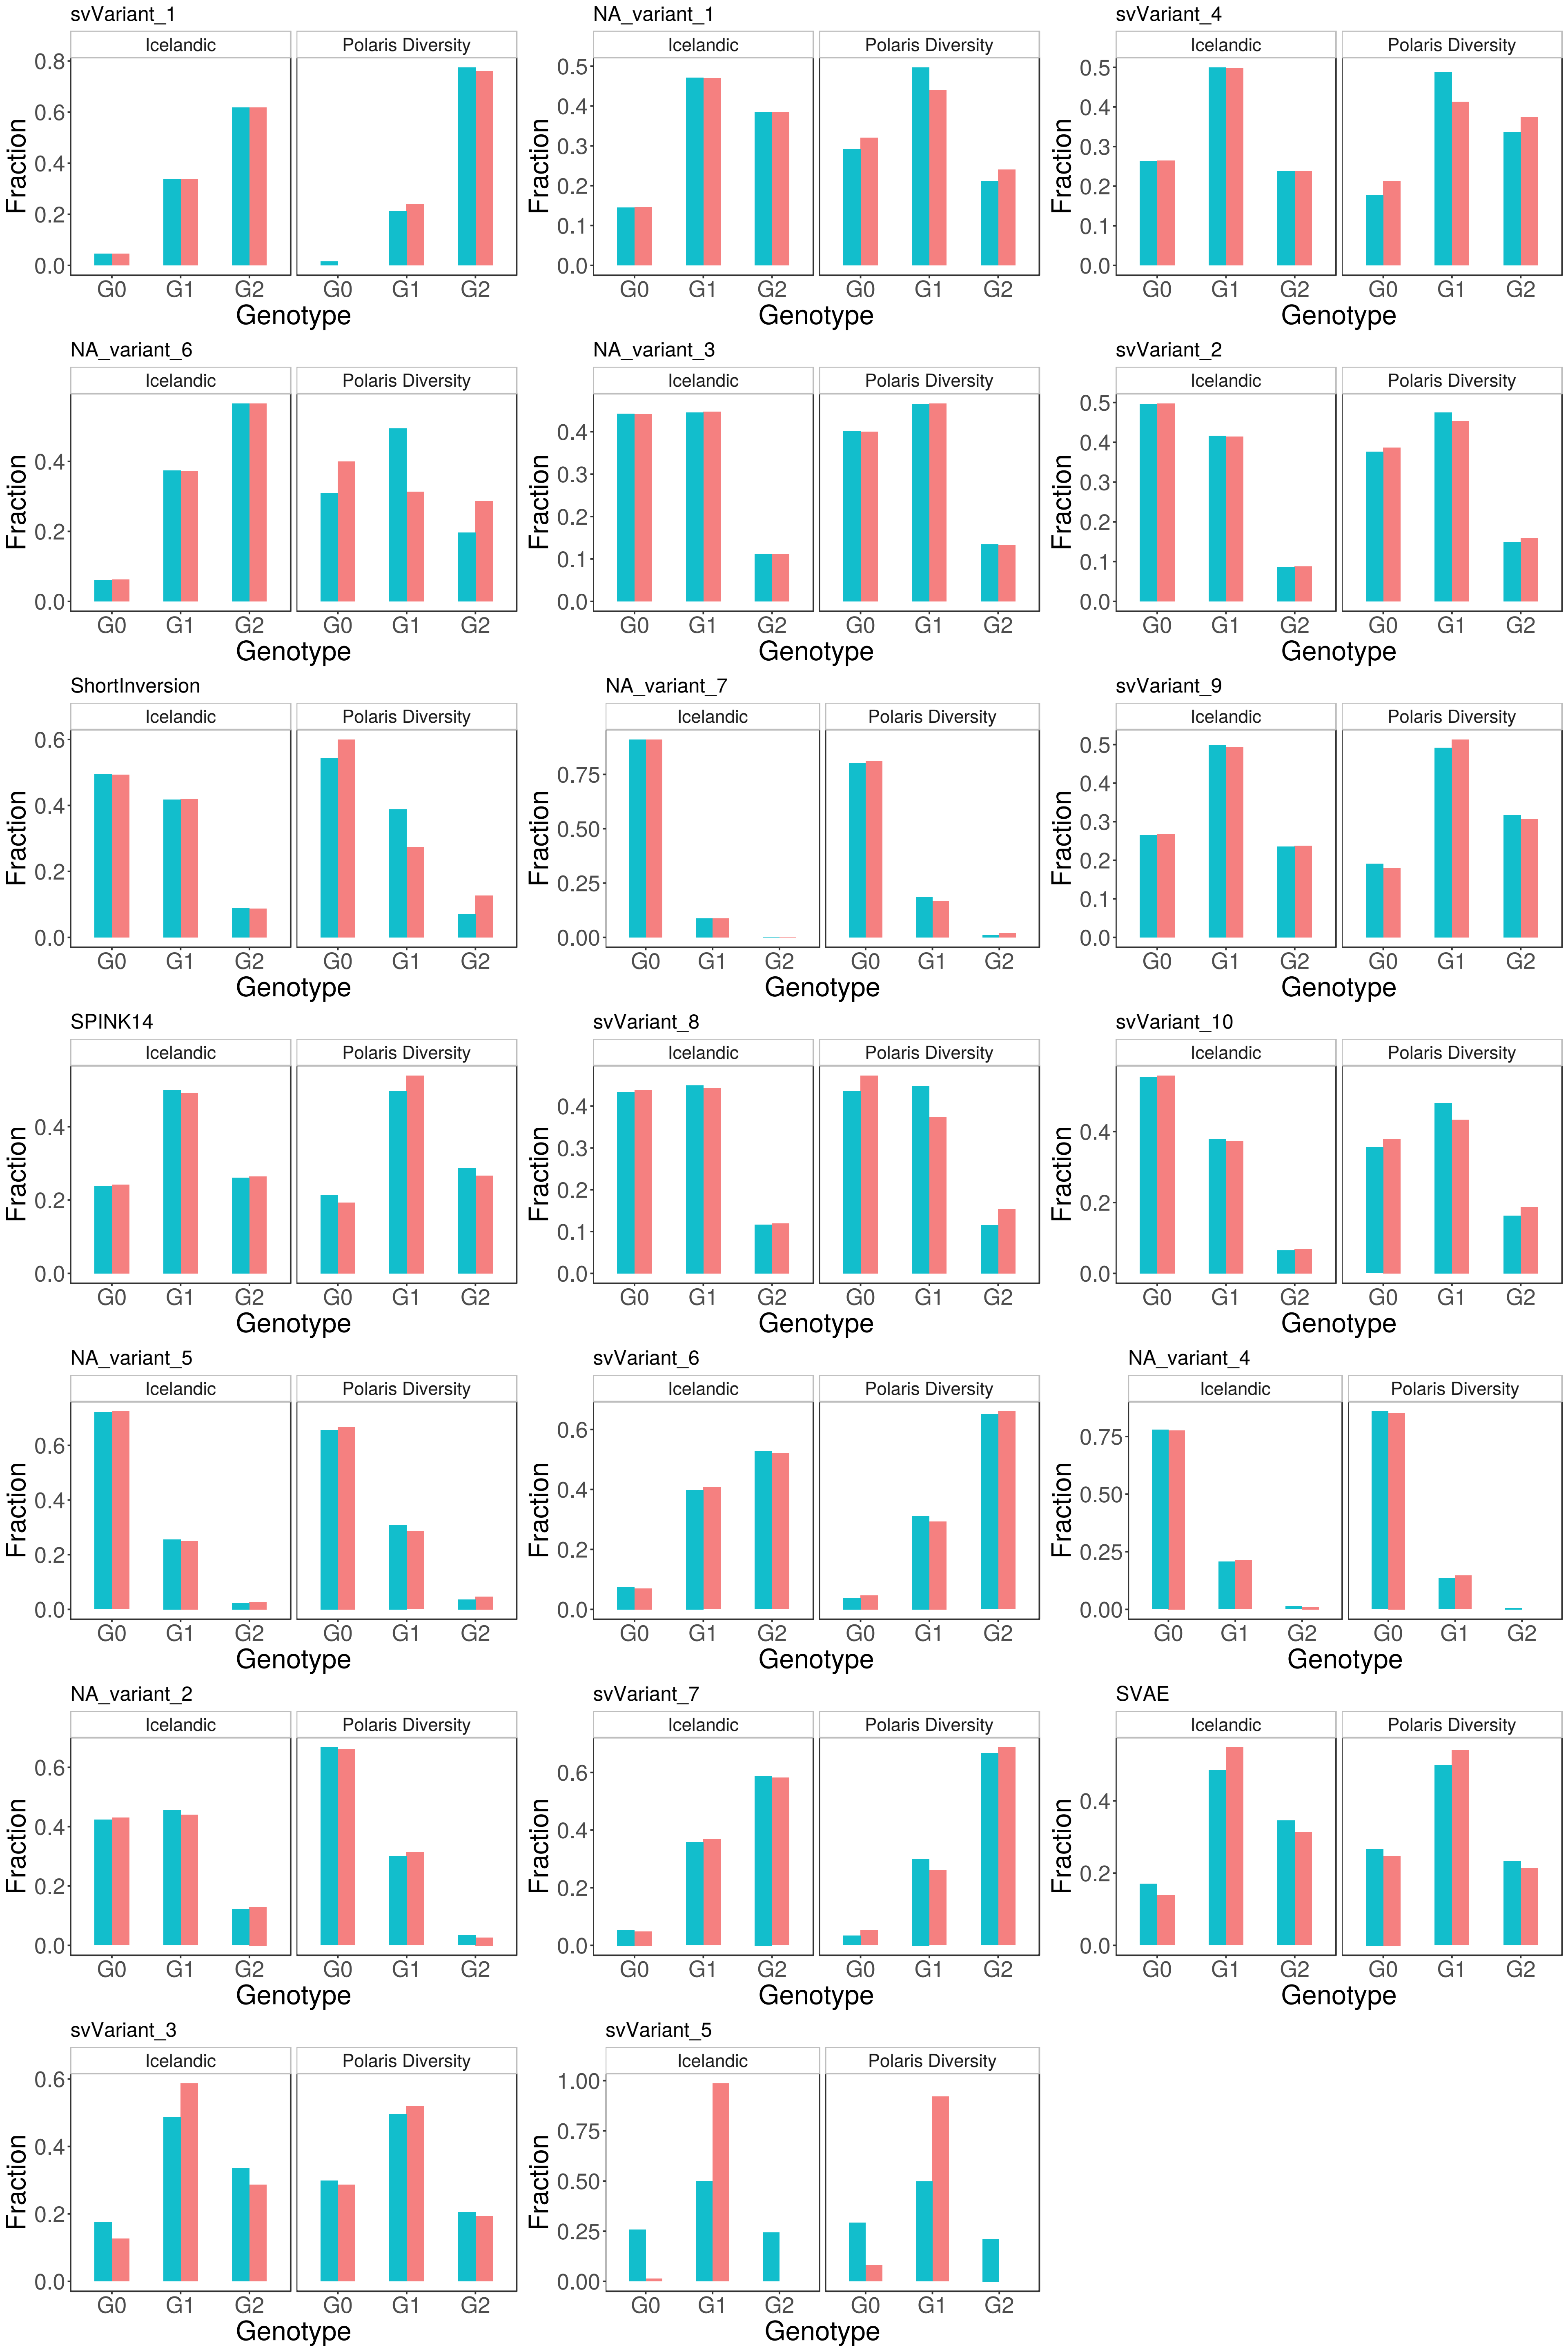 svVariant_1 NA_variant_1 svVariant_4
Icelandic Polaris Diversity Icelandic Polaris Diversity Icelandic Polaris Diversity
Fraction Fraction Fraction
0.8 0.6 0.4 0.2 0.0
0.5 0.4 0.3 0.2 0.1 0.0
0.5 0.4 0.3 0.2 0.1 0.0
G0 G1 G2 G0 G1 G2 G0 G1 G2 G0 G1 G2 G0 G1 G2 G0 G1 G2
Genotype Genotype Genotype
NA_variant_6 NA_variant_3 svVariant_2
Icelandic Polaris Diversity Icelandic Polaris Diversity Icelandic Polaris Diversity
Fraction Fraction Fraction
0.4 0.2 0.0
0.4 0.3 0.2 0.1 0.0
0.5 0.4 0.3 0.2 0.1 0.0
G0 G1 G2 G0 G1 G2 G0 G1 G2 G0 G1 G2 G0 G1 G2 G0 G1 G2
Genotype Genotype Genotype
ShortInversion NA_variant_7 svVariant_9
Icelandic Polaris Diversity Icelandic Polaris Diversity Icelandic Polaris Diversity
Fraction Fraction Fraction
0.6 0.4 0.2 0.0
0.75 0.50 0.25 0.00
0.5 0.4 0.3 0.2 0.1 0.0
G0 G1 G2 G0 G1 G2 G0 G1 G2 G0 G1 G2 G0 G1 G2 G0 G1 G2
Genotype Genotype Genotype
SPINK14 svVariant_8 svVariant_10
Icelandic Polaris Diversity Icelandic Polaris Diversity Icelandic Polaris Diversity
Fraction Fraction Fraction
0.4 0.2 0.0
0.4 0.3 0.2 0.1 0.0
0.4 0.2 0.0
G0 G1 G2 G0 G1 G2 G0 G1 G2 G0 G1 G2 G0 G1 G2 G0 G1 G2
Genotype Genotype Genotype
NA_variant_5 svVariant_6 NA_variant_4
Icelandic Polaris Diversity Icelandic Polaris Diversity Icelandic Polaris Diversity
Fraction Fraction Fraction
0.6 0.4 0.2 0.0
0.6 0.4 0.2 0.0
0.75 0.50 0.25 0.00
G0 G1 G2 G0 G1 G2 G0 G1 G2 G0 G1 G2 G0 G1 G2 G0 G1 G2
Genotype Genotype Genotype
NA_variant_2 svVariant_7 SVAE
Icelandic Polaris Diversity Icelandic Polaris Diversity Icelandic Polaris Diversity
Fraction Fraction Fraction
0.6 0.4 0.2 0.0
0.6 0.4 0.2 0.0
0.4 0.2 0.0
G0 G1 G2 G0 G1 G2 G0 G1 G2 G0 G1 G2 G0 G1 G2 G0 G1 G2
Genotype Genotype Genotype
svVariant_3 svVariant_5
Icelandic Polaris Diversity Icelandic Polaris Diversity
Fraction Fraction
0.6 0.4 0.2 0.0
1.00 0.75 0.50 0.25 0.00
G0 G1 G2 G0 G1 G2 G0 G1 G2 G0 G1 G2
Genotype Genotype